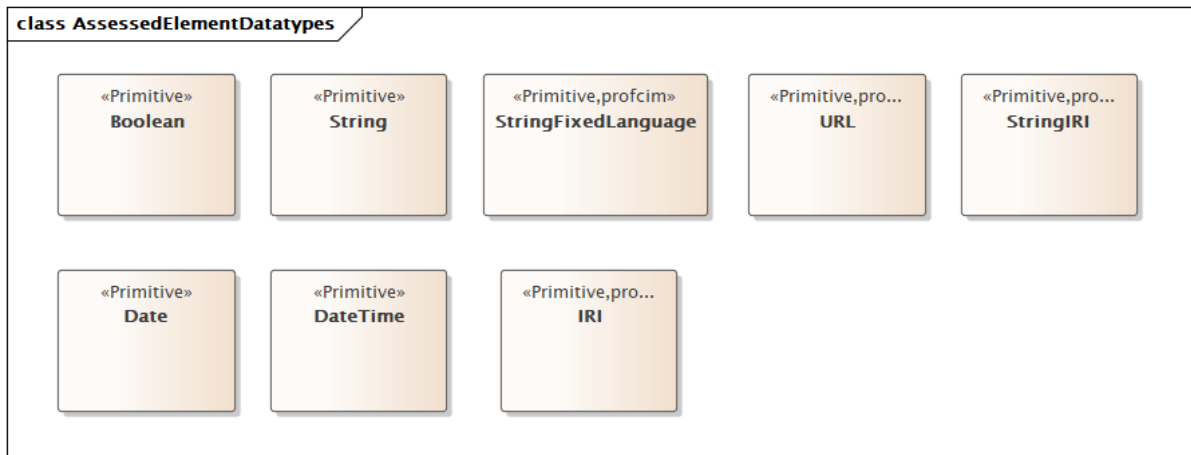 class AssessedElementDatatypes
«Primitive»
Boolean
«Primitive»
String
«Primitive,profcim»
StringFixedLanguage
«Primitive,pro...
URL
«Primitive,pro...
StringIRI
«Primitive»
Date
«Primitive»
DateTime
«Primitive,pro...
IRI